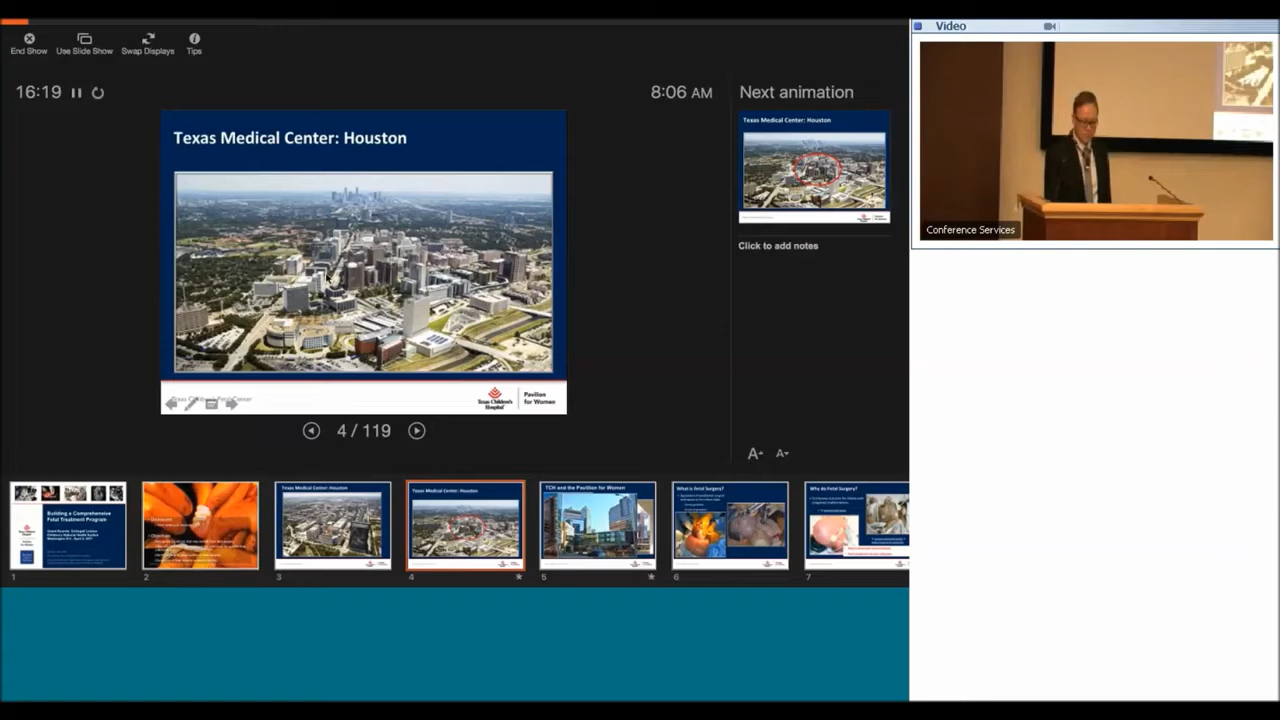 End Show
Use Slide Show
Swap Displays
Tips
16:19
8:06 AM
Next animation
Texas Medical Center: Houston
Texas Children's Hospital
Pavilion for Women
4 / 119
Texas Medical Center: Houston
Click to add notes
A A
Video
Conference Services
Building a Comprehensive
Fetal Treatment Program
1
2
Texas Medical Center: Houston
3
Texas Medical Center: Houston
4
TCH and the Pavilion for Women
5
What is Fetal Surgery?
6
Why do Fetal Surgery?
7